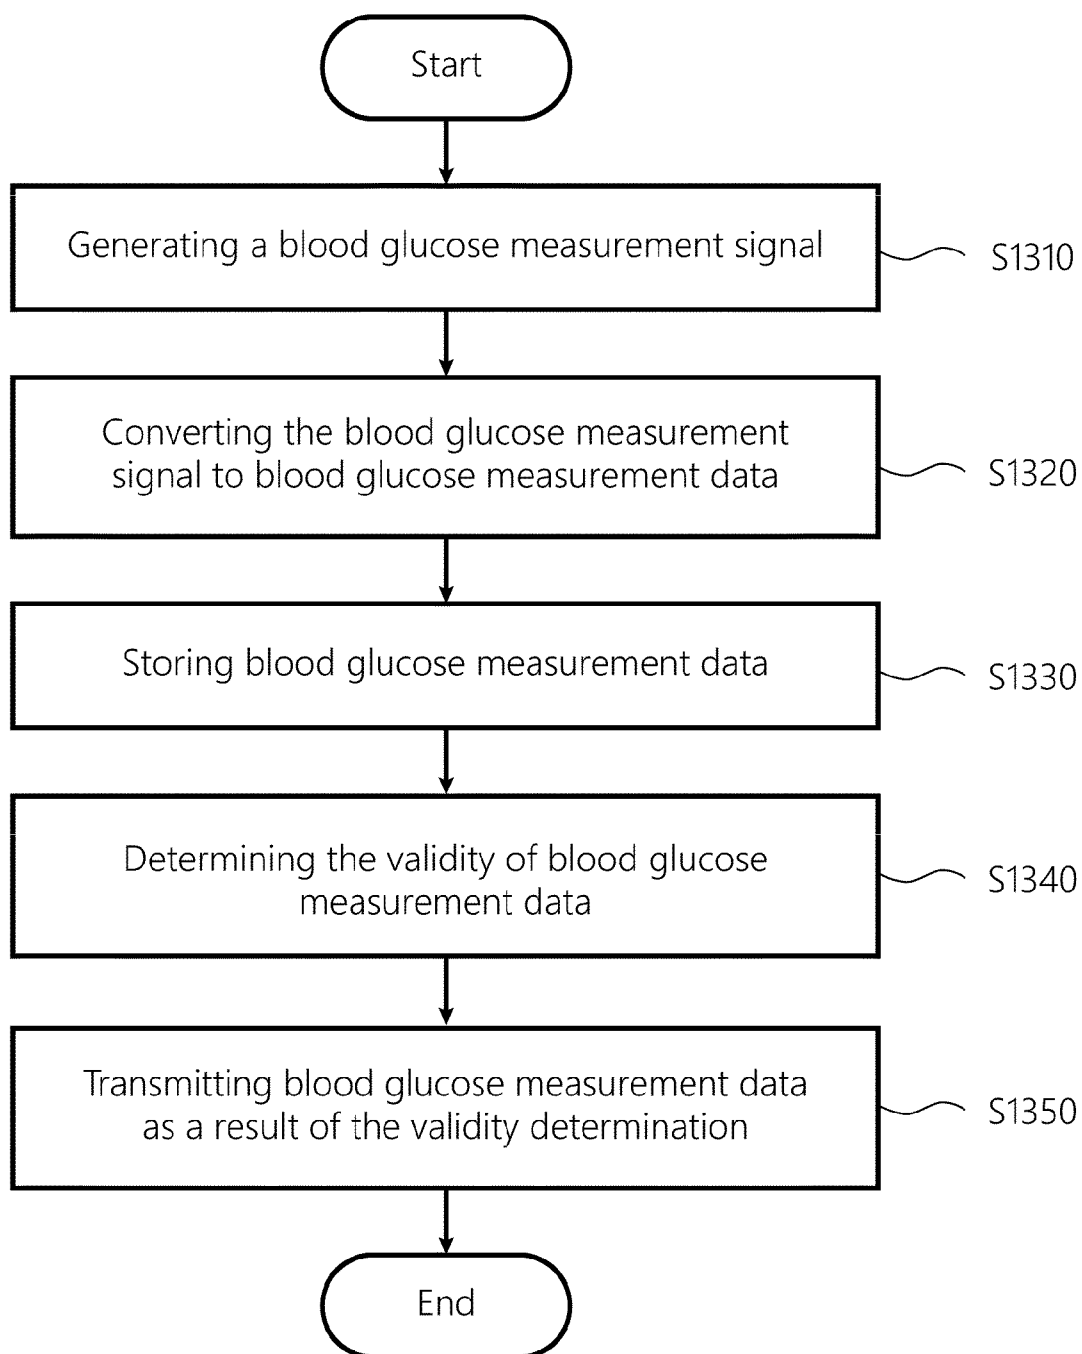 Start
Generating a blood glucose measurement signal
S1310
Converting the blood glucose measurement
signal to blood glucose measurement data
S1320
Storing blood glucose measurement data
S1330
Determining the validity of blood glucose
measurement data
S1340
Transmitting blood glucose measurement data
as a result of the validity determination
S1350
End